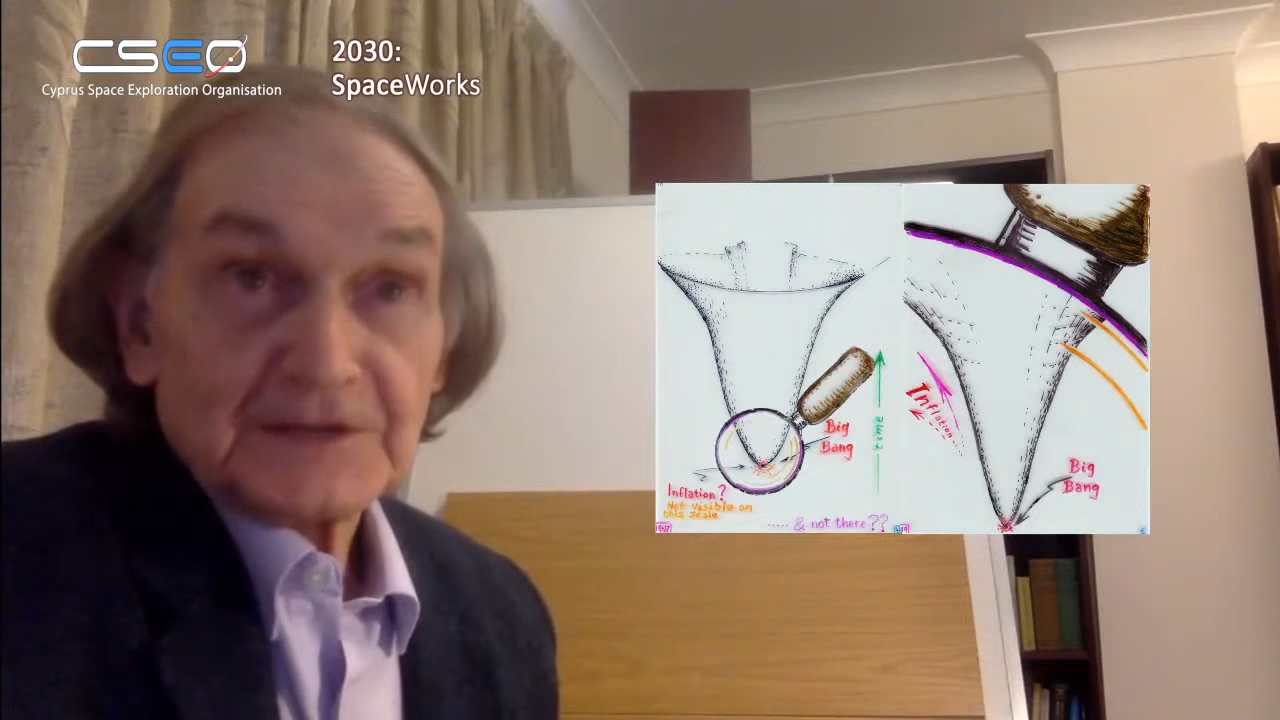 CSEO
Cyprus Space Exploration Organisation
2030:
SpaceWorks
Big
Bang
time
Inflation?
Not visible on
this scale
..... & not there??
Inflation
Big
Bang